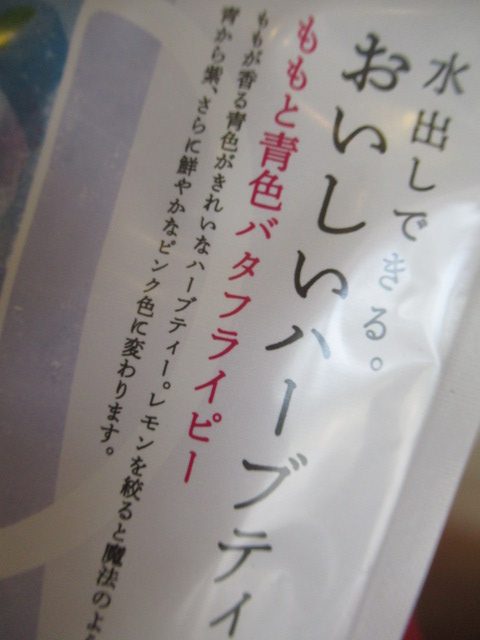 水出しできる。
おいしいハーブティ
ももと青色バタフライピー
ももが香る青色がきれいなハーブティー。レモンを絞ると魔法のよう
青から紫、さらに鮮やかなピンク色に変わります。